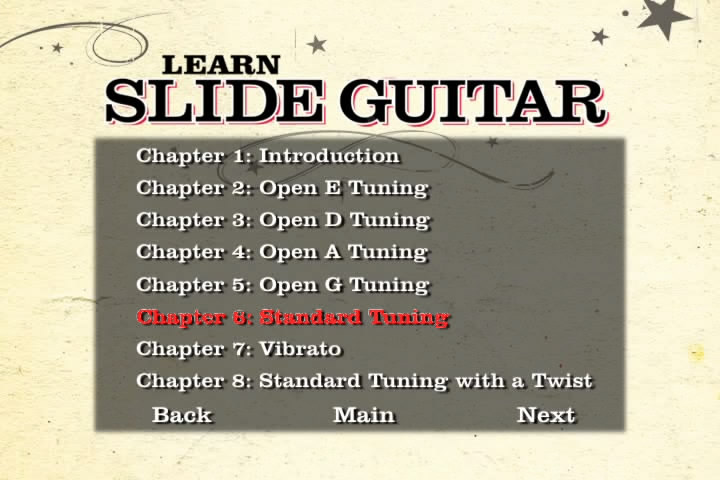 LEARN
SLIDE GUITAR
Chapter 1: Introduction
Chapter 2: Open E Tuning
Chapter 3: Open D Tuning
Chapter 4: Open A Tuning
Chapter 5: Open G Tuning
Chapter 6: Standard Tuning
Chapter 7: Vibrato
Chapter 8: Standard Tuning with a Twist
Back Main Next